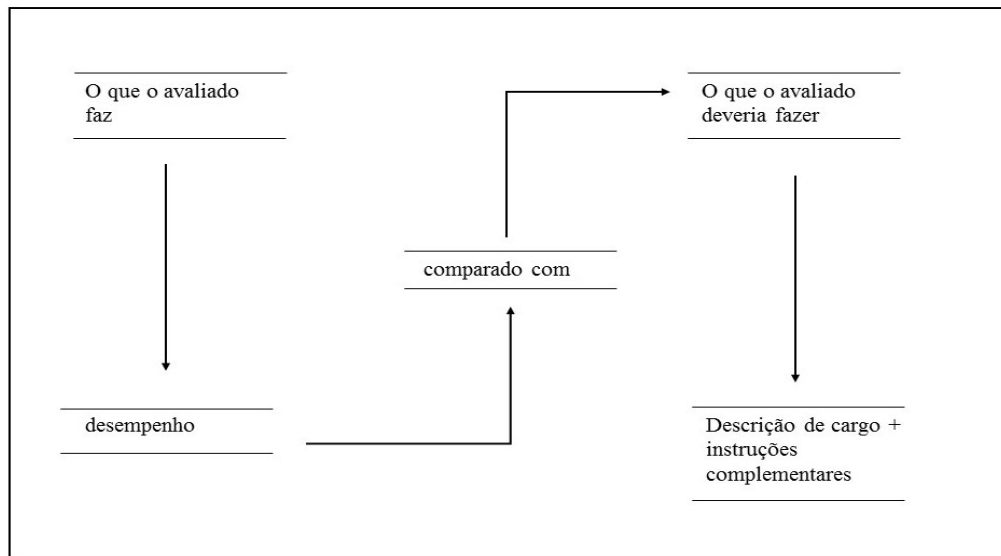 O que o avaliado
faz
O que o avaliado
deveria fazer
comparado com
desempenho
Descrição de cargo +
instruções
complementares